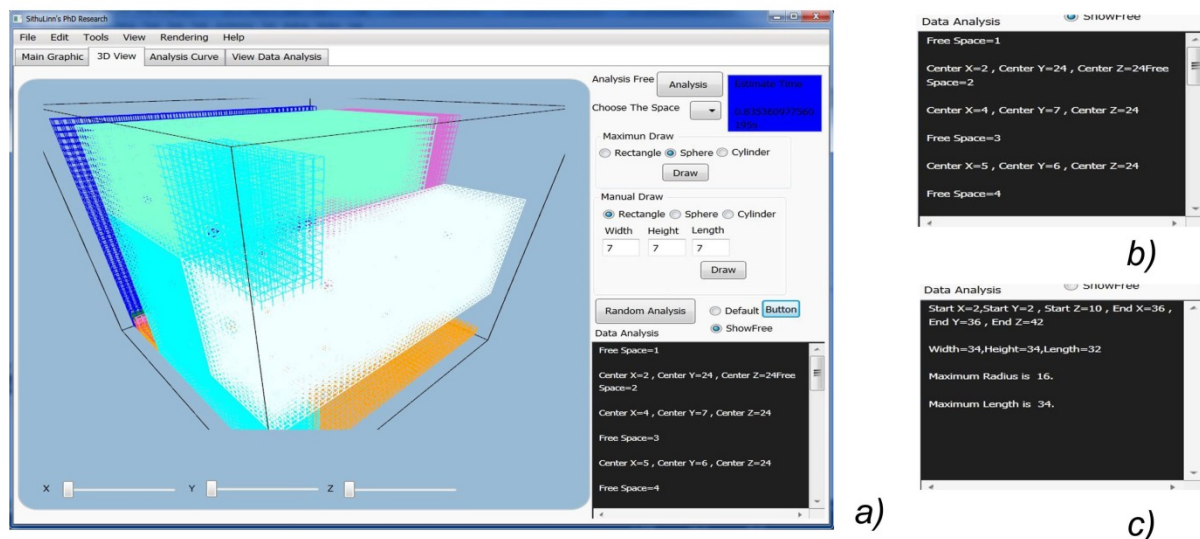 SithuLinn's PhD Research
File Edit Tools View Rendering Help
Main Graphic 3D View Analysis Curve View Data Analysis
Analysis Free Analysis
Estimate Time:
Choose The Space
Maximun Draw
Rectangle Sphere Cylinder
Draw
Manual Draw
Rectangle Sphere Cylinder
Width Height Length
7 7 7
Draw
Random Analysis Default Button
ShowFree
Data Analysis
Free Space=1
Center X=2 , Center Y=24 , Center Z=24Free
Space=2
Center X=4 , Center Y=7 , Center Z=24
Free Space=3
Center X=5 , Center Y=6 , Center Z=24
Free Space=4
X Y Z
a)
ShowFree
Data Analysis
Free Space=1
Center X=2 , Center Y=24 , Center Z=24Free
Space=2
Center X=4 , Center Y=7 , Center Z=24
Free Space=3
Center X=5 , Center Y=6 , Center Z=24
Free Space=4
b)
ShowFree
Data Analysis
Start X=2,Start Y=2 , Start Z=10 , End X=36 ,
End Y=36 , End Z=42
Width=34,Height=34,Length=32
Maximum Radius is 16.
Maximum Length is 34.
c)